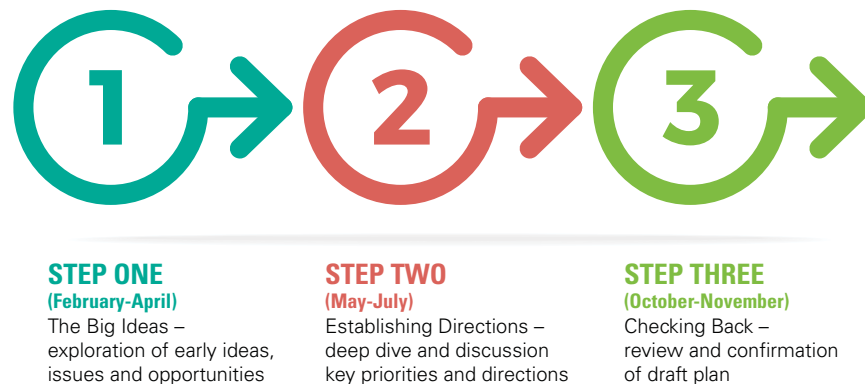 1
2
3
STEP ONE
(February-April)
The Big Ideas –
exploration of early ideas,
issues and opportunities
STEP TWO
(May-July)
Establishing Directions –
deep dive and discussion
key priorities and directions
STEP THREE
(October-November)
Checking Back –
review and confirmation
of draft plan